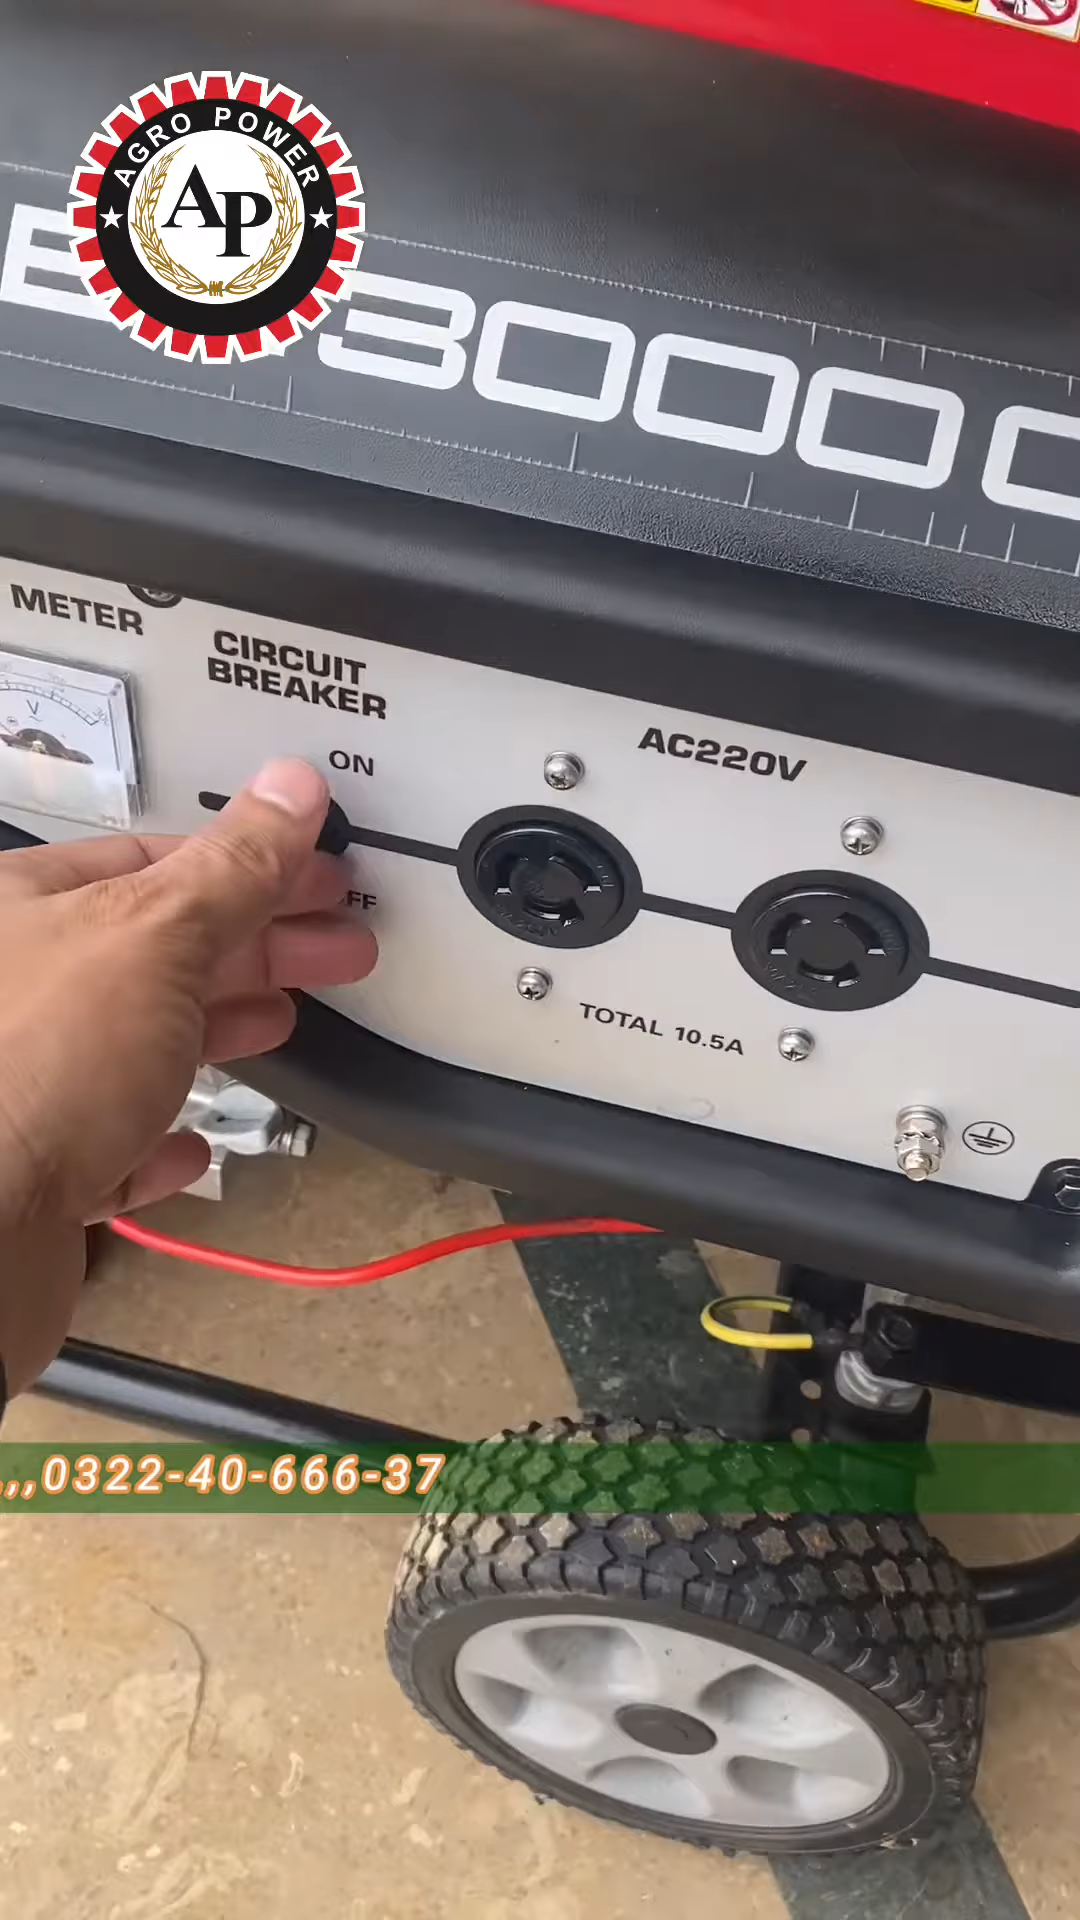 AGRO POWER
AP
3000
METER
CIRCUIT
BREAKER
V
ON
AC220V
TOTAL 10.5A
,,,0322-40-666-37